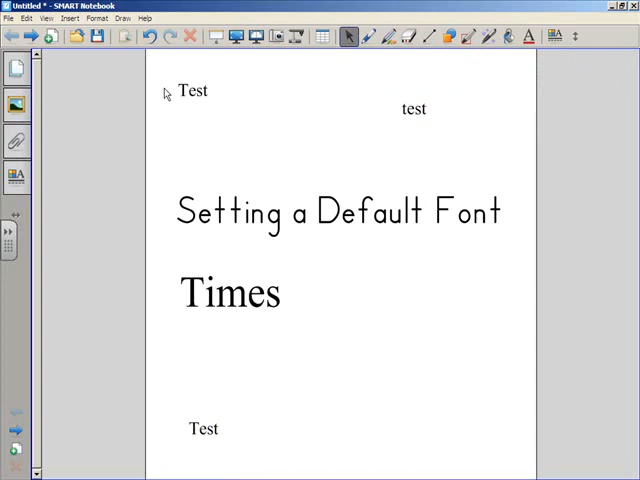 Untitled * - SMART Notebook
File Edit View Insert Format Draw Help
Test
test
Setting a Default Font
Times
Test